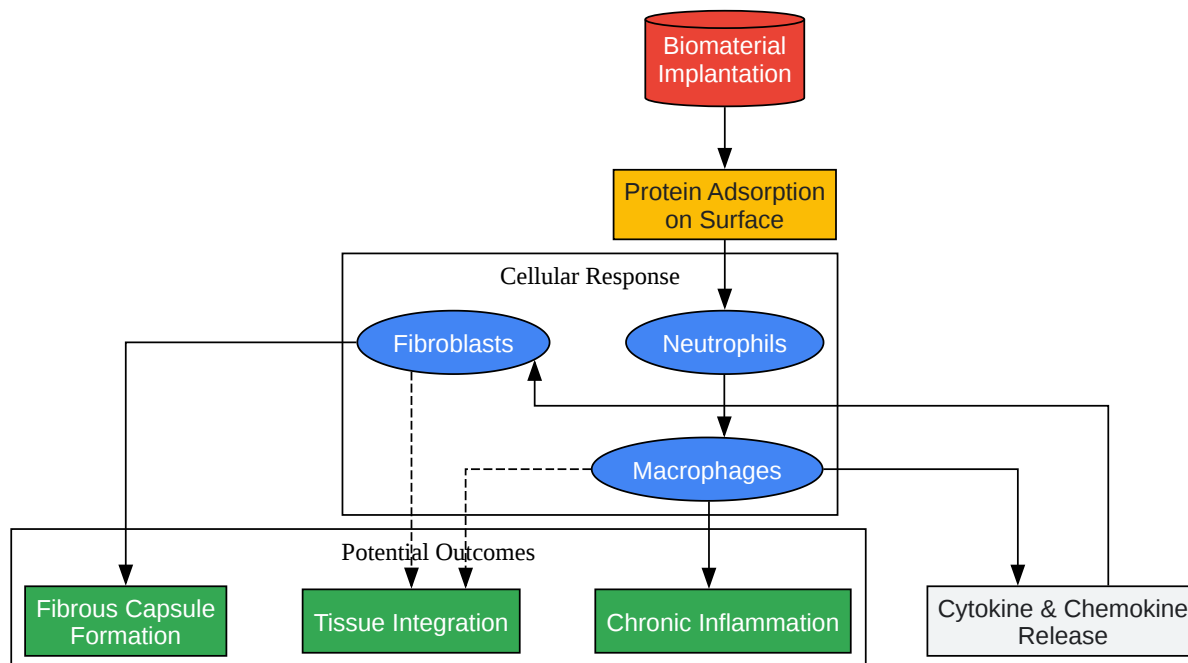 Biomaterial
Implantation
Protein Adsorption
on Surface
Cellular Response
Fibroblasts
Neutrophils
Macrophages
Potential Outcomes
Fibrous Capsule
Formation
Tissue Integration
Chronic Inflammation
Cytokine & Chemokine
Release